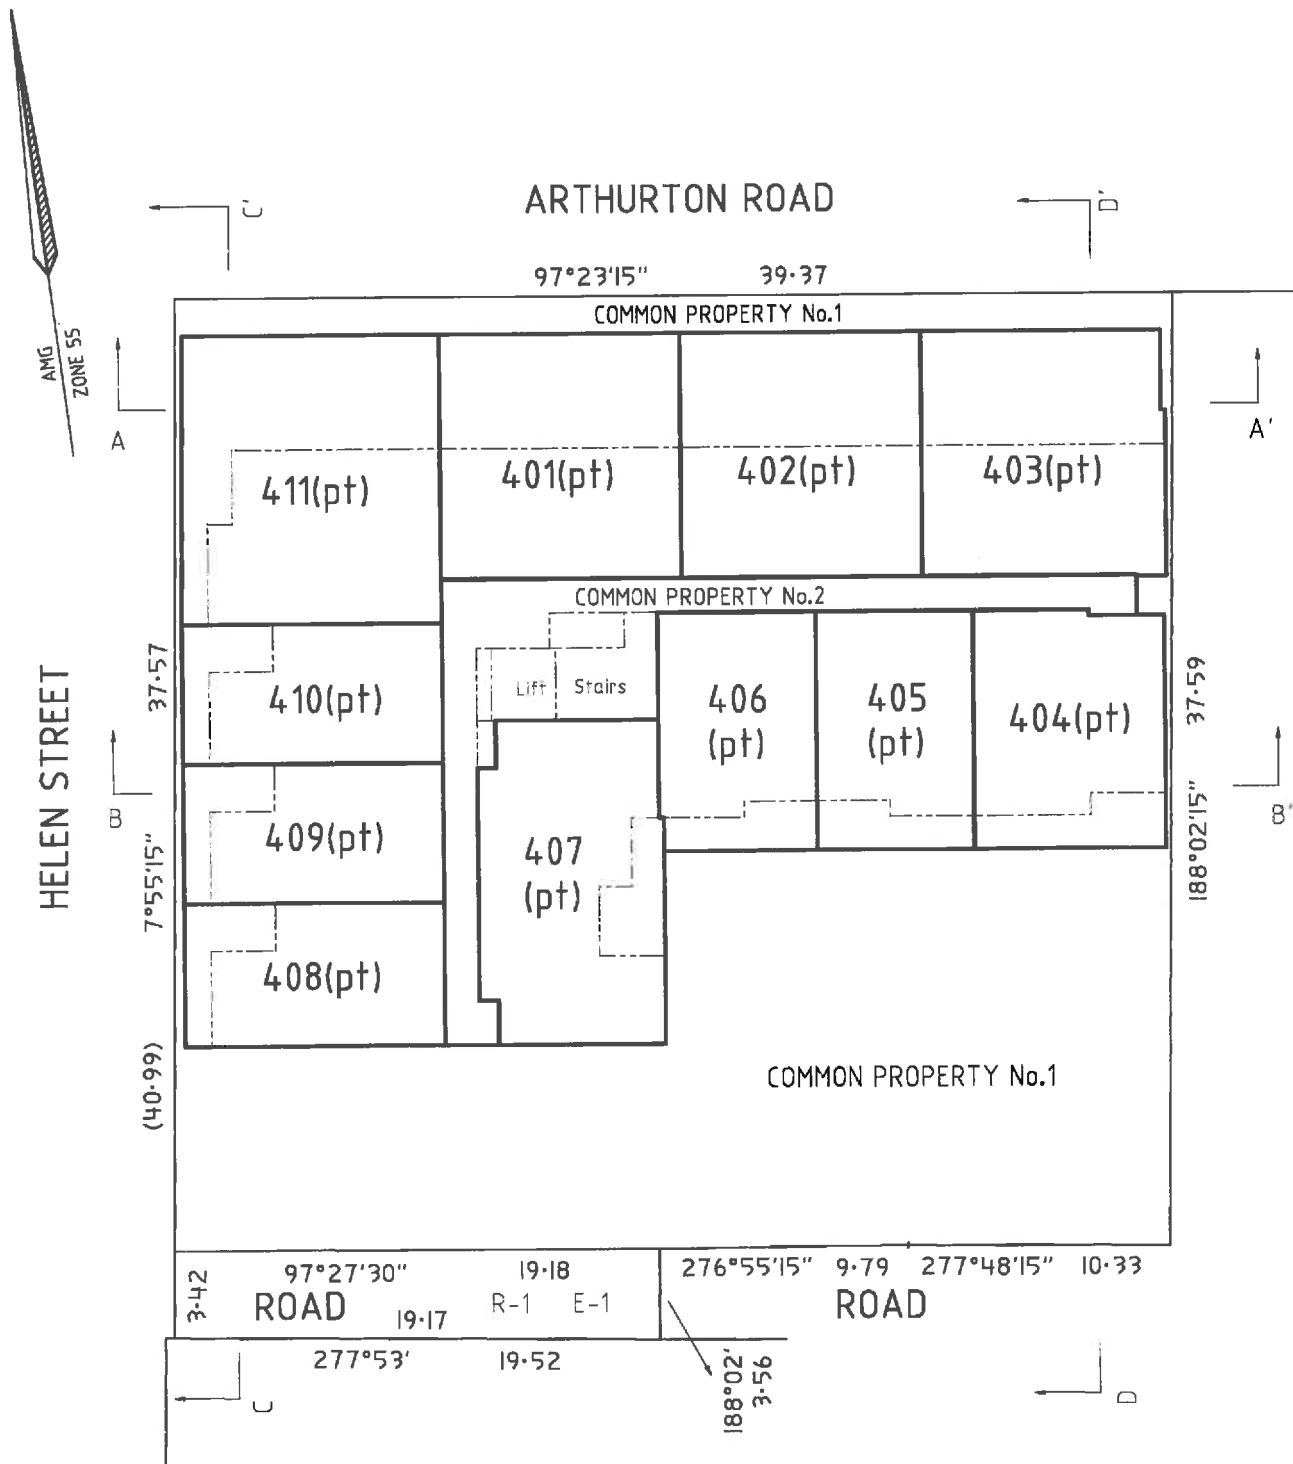 ARTHURTON ROAD
C'
D'
97°23'15" 39·37
COMMON PROPERTY No.1
AMG
ZONE 55
A
A'
411(pt)
401(pt)
402(pt)
403(pt)
COMMON PROPERTY No.2
Lift
Stairs
410(pt)
406
(pt)
405
(pt)
404(pt)
37·57
37·59
HELEN STREET
B
B'
188°02'15"
7°55'15"
409(pt)
407
(pt)
408(pt)
(40·99)
COMMON PROPERTY No.1
3·42
97°27'30" 19·18
276°55'15" 9·79 277°48'15" 10·33
ROAD
19·17
R-1 E-1
ROAD
277°53' 19·52
188°02'
3·56
C
D